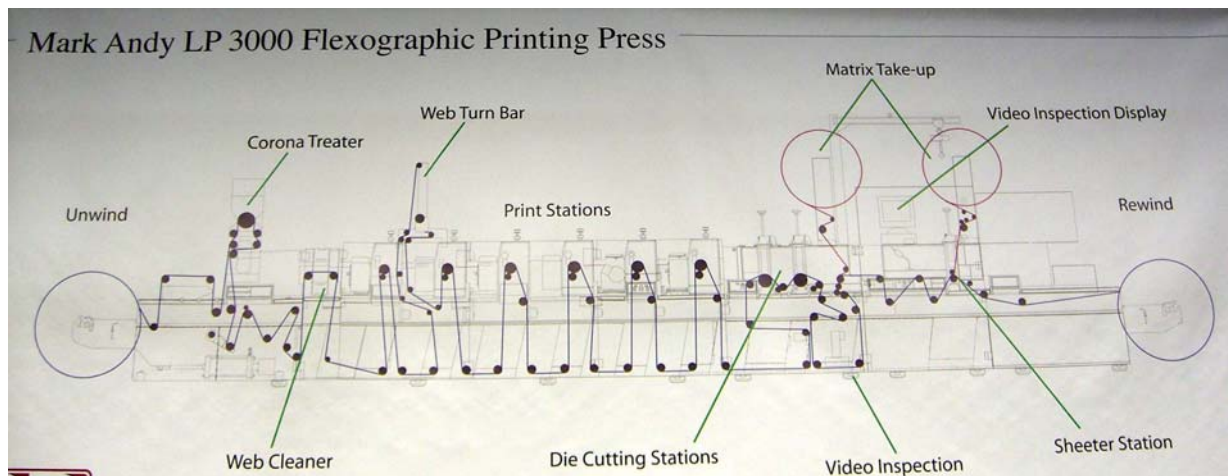 Mark Andy LP 3000 Flexographic Printing Press
Matrix Take-up
Web Turn Bar
Video Inspection Display
Corona Treater
Unwind
Print Stations
Rewind
Web Cleaner
Die Cutting Stations
Video Inspection
Sheeter Station